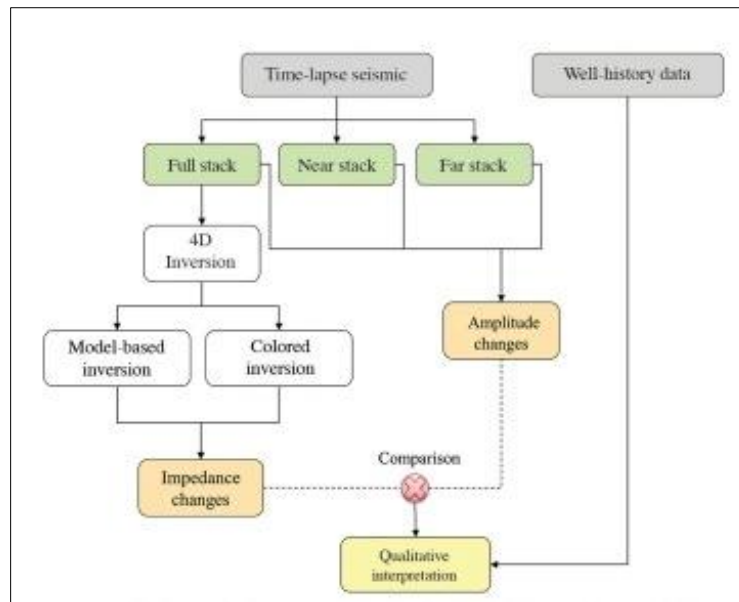 Time-lapse seismic
Well-history data
Full stack
Near stack
Far stack
4D
Inversion
Amplitude
changes
Model-based
inversion
Colored
inversion
Comparison
Impedance
changes
Qualitative
interpretation